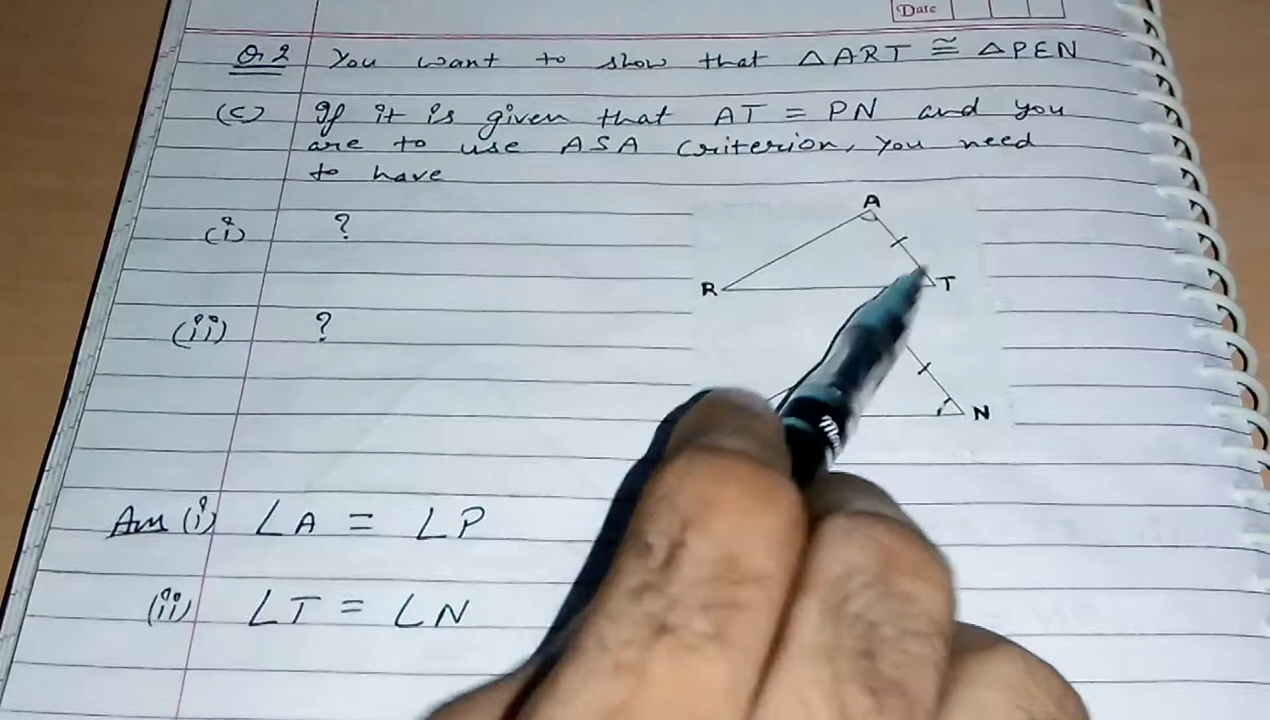 Date
Q.2 You want to show that △ART ≅ △PEN
(c) If it is given that AT = PN and you
are to use ASA criterion, you need
to have
(i) ?
(ii) ?
A
R
T
N
Ans (i) ∠A = ∠P
(ii) ∠T = ∠N